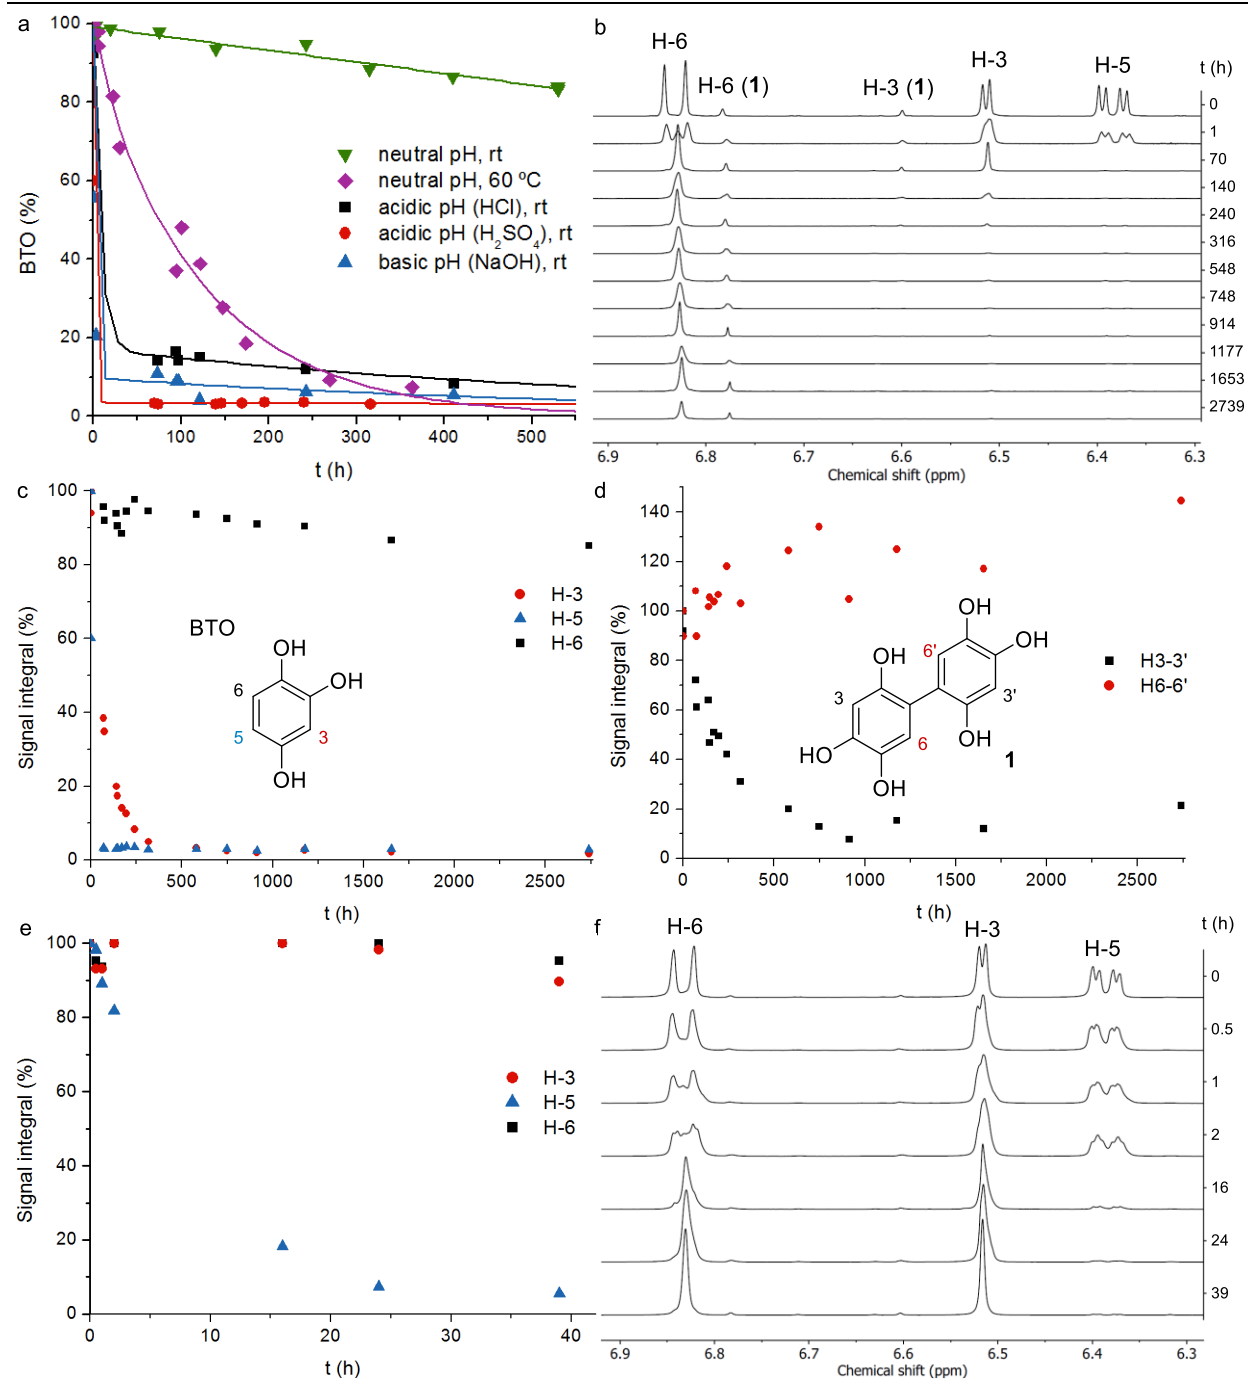 a
100
80
60
40
20
0
BTO (%)
neutral pH, rt
neutral pH, 60 ºC
acidic pH (HCl), rt
acidic pH (H2SO4), rt
basic pH (NaOH), rt
0 100 200 300 400 500
t (h)
b
H-6
H-6 (1)
H-3 (1)
H-3
H-5
t (h)
0
1
70
140
240
316
548
748
914
1177
1653
2739
6.9 6.8 6.7 6.6 6.5 6.4 6.3
Chemical shift (ppm)
c
100
80
60
40
20
0
Signal integral (%)
H-3
H-5
H-6
BTO
OH
OH
OH
6
5
3
0 500 1000 1500 2000 2500
t (h)
d
140
120
100
80
60
40
20
0
Signal integral (%)
H3-3'
H6-6'
OH
OH
OH
6'
3'
OH
3
HO
6
OH
1
0 500 1000 1500 2000 2500
t (h)
e
100
80
60
40
20
0
Signal integral (%)
H-3
H-5
H-6
0 10 20 30 40
t (h)
f
H-6
H-3
H-5
t (h)
0
0.5
1
2
16
24
39
6.9 6.8 6.7 6.6 6.5 6.4 6.3
Chemical shift (ppm)